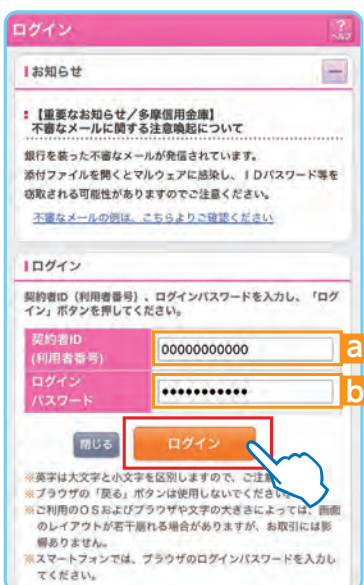 ログイン
?
ヘルプ
お知らせ
【重要なお知らせ／多摩信用金庫】
不審なメールに関する注意喚起について
銀行を装った不審なメールが発信されています。
添付ファイルを開くとマルウェアに感染し、IDパスワード等を
窃取される可能性がありますのでご注意ください。
不審なメールの例は、こちらよりご確認ください
ログイン
契約者ID（利用者番号）、ログインパスワードを入力し、「ログ
イン」ボタンを押してください。
契約者ID
(利用者番号)
00000000000
a
ログイン
パスワード
•••••••••••
b
閉じる
ログイン
※英字は大文字と小文字を区別しますので、ご注意
※ブラウザの「戻る」ボタンは使用しないでください。
※ご利用のOSおよびブラウザや文字の大きさによっては、画面
のレイアウトが若干崩れる場合がありますが、お取引には影
響ありません。
※スマートフォンでは、ブラウザのログインパスワードを入力し
てください。